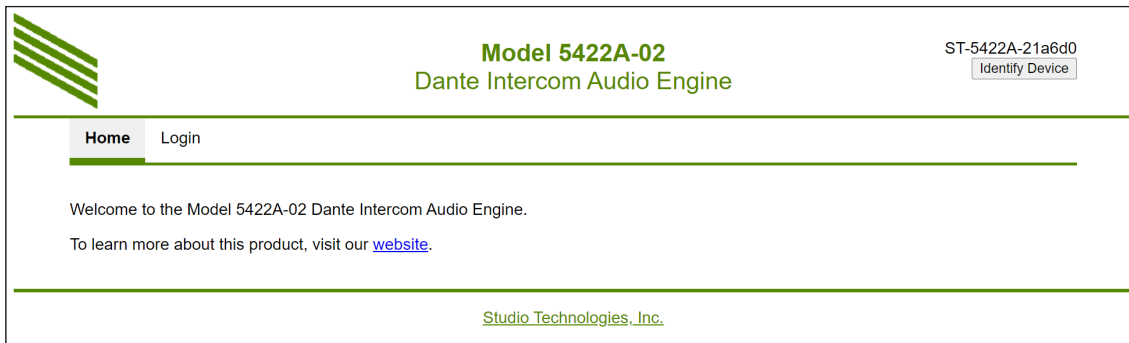 Model 5422A-02
Dante Intercom Audio Engine
ST-5422A-21a6d0
Identify Device
Home
Login
Welcome to the Model 5422A-02 Dante Intercom Audio Engine.
To learn more about this product, visit our website.
Studio Technologies, Inc.